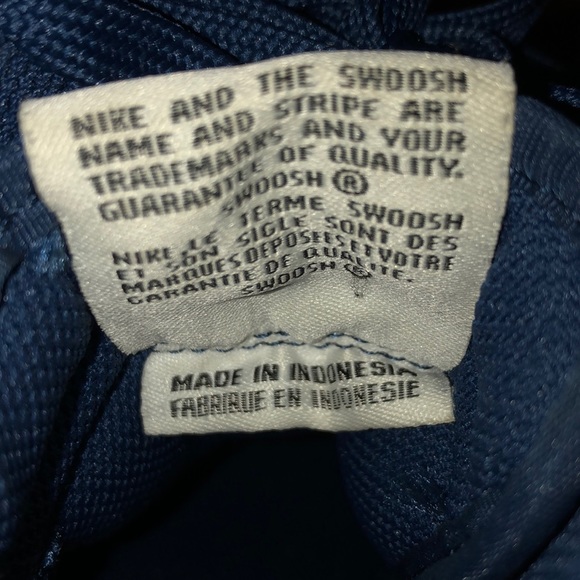 NIKE AND THE SWOOSH
NAME AND STRIPE ARE
TRADEMARKS AND YOUR
GUARANTEE OF QUALITY.
SWOOSH ®
NIKE LE TERME SWOOSH
ET SON SIGLE SONT DES
MARQUES DEPOSEES ET VOTRE
GARANTIE DE QUALITE.
SWOOSH ®
MADE IN INDONESIA
FABRIQUE EN INDONESIE